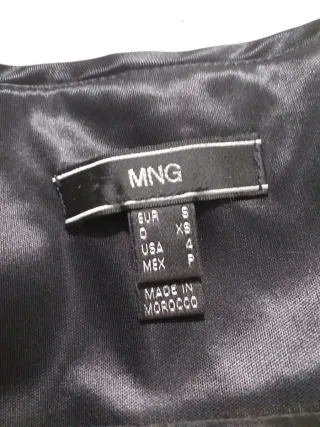 MNG
EUR S
D XS
USA 4
MEX P
MADE IN
MOROCCO